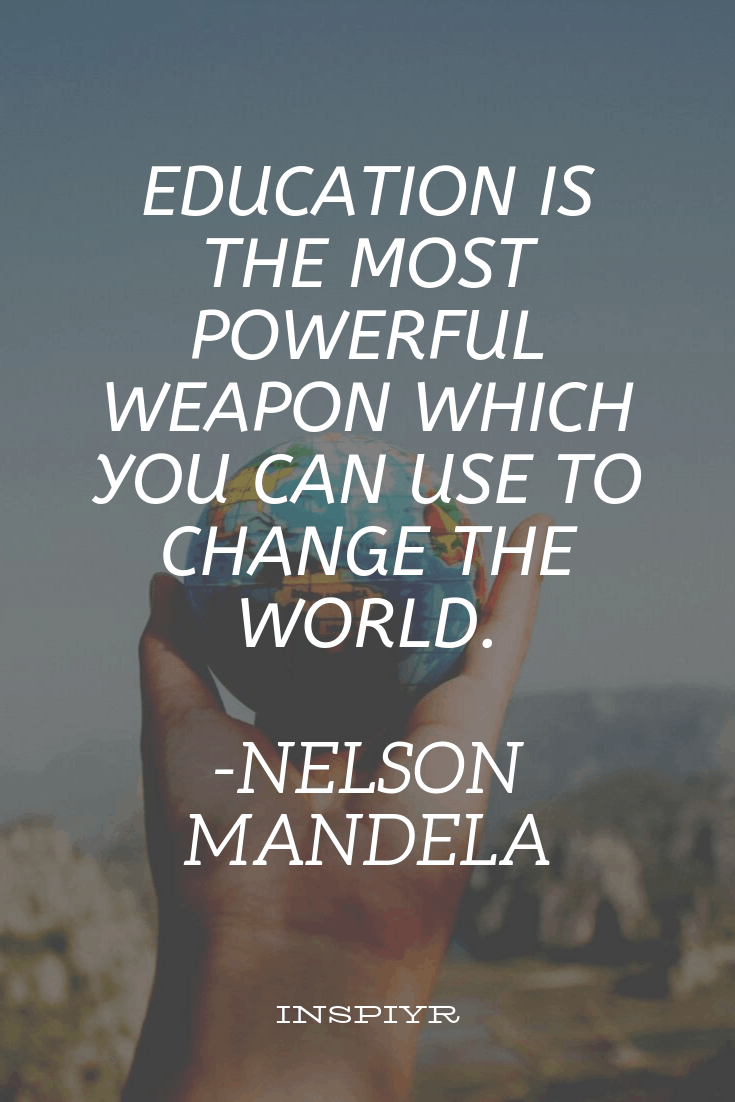 EDUCATION IS
THE MOST
POWERFUL
WEAPON WHICH
YOU CAN USE TO
CHANGE THE
WORLD.
-NELSON
MANDELA
INSPIYR